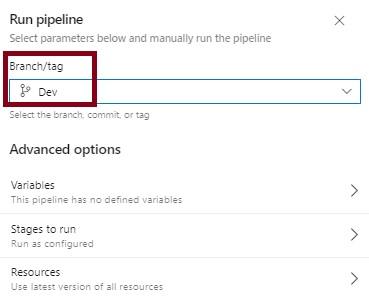 Run pipeline
Select parameters below and manually run the pipeline
Branch/tag
Dev
Select the branch, commit, or tag
Advanced options
Variables
This pipeline has no defined variables
Stages to run
Run as configured
Resources
Use latest version of all resources